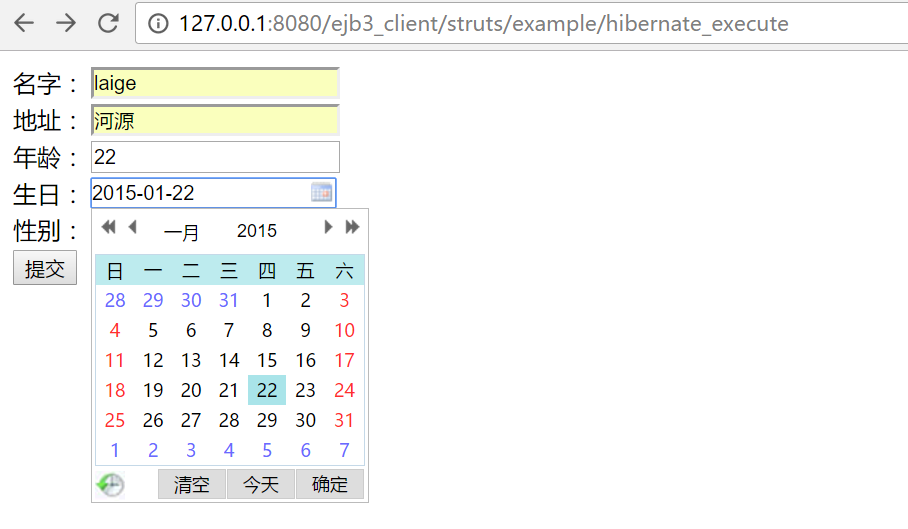 127.0.0.1:8080/ejb3_client/struts/example/hibernate_execute
名字： laige
地址： 河源
年龄： 22
生日： 2015-01-22
性别：
提交
一月 2015
日 一 二 三 四 五 六
28 29 30 31 1 2 3
4 5 6 7 8 9 10
11 12 13 14 15 16 17
18 19 20 21 22 23 24
25 26 27 28 29 30 31
1 2 3 4 5 6 7
清空 今天 确定